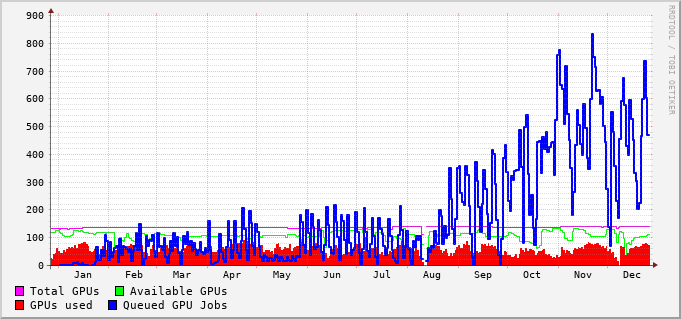 900
800
700
600
500
400
300
200
100
0
Jan Feb Mar Apr May Jun Jul Aug Sep Oct Nov Dec
Total GPUs Available GPUs
GPUs used Queued GPU Jobs
RRDTOOL / TOBI OETIKER